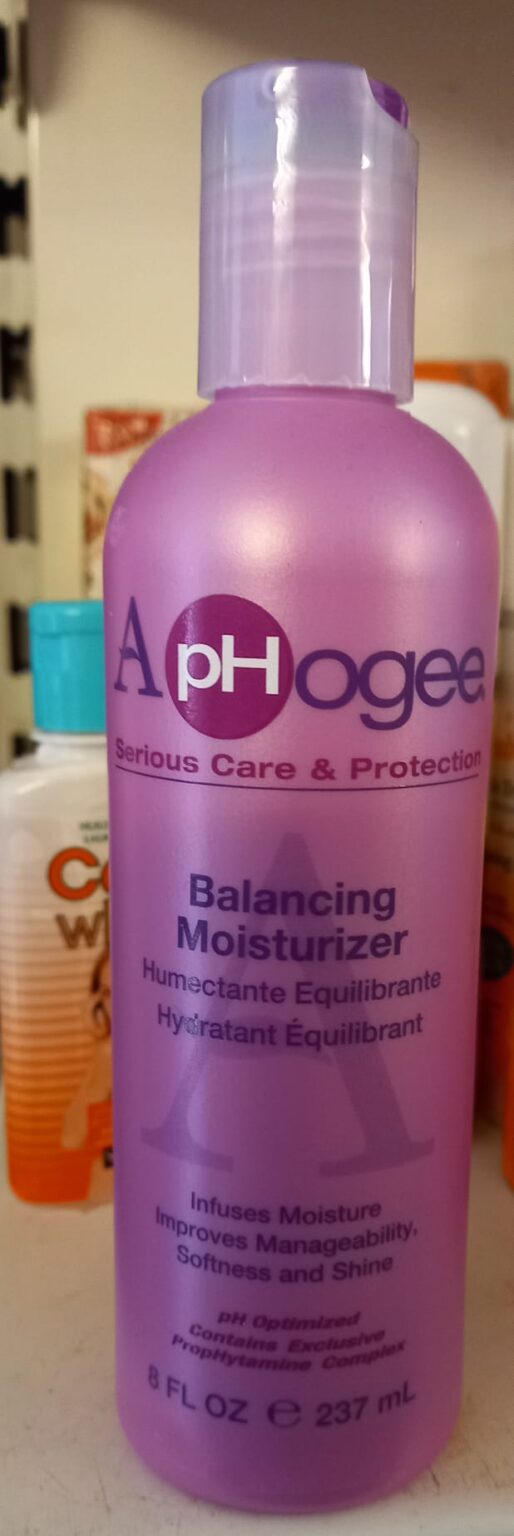 ApHogee
Serious Care & Protection
Balancing
Moisturizer
Humectante Equilibrante
Hydratant Équilibrant
A
Infuses Moisture
Improves Manageability,
Softness and Shine
pH Optimized
Contains Exclusive
PropHytamine Complex
8 FL OZ e 237 mL